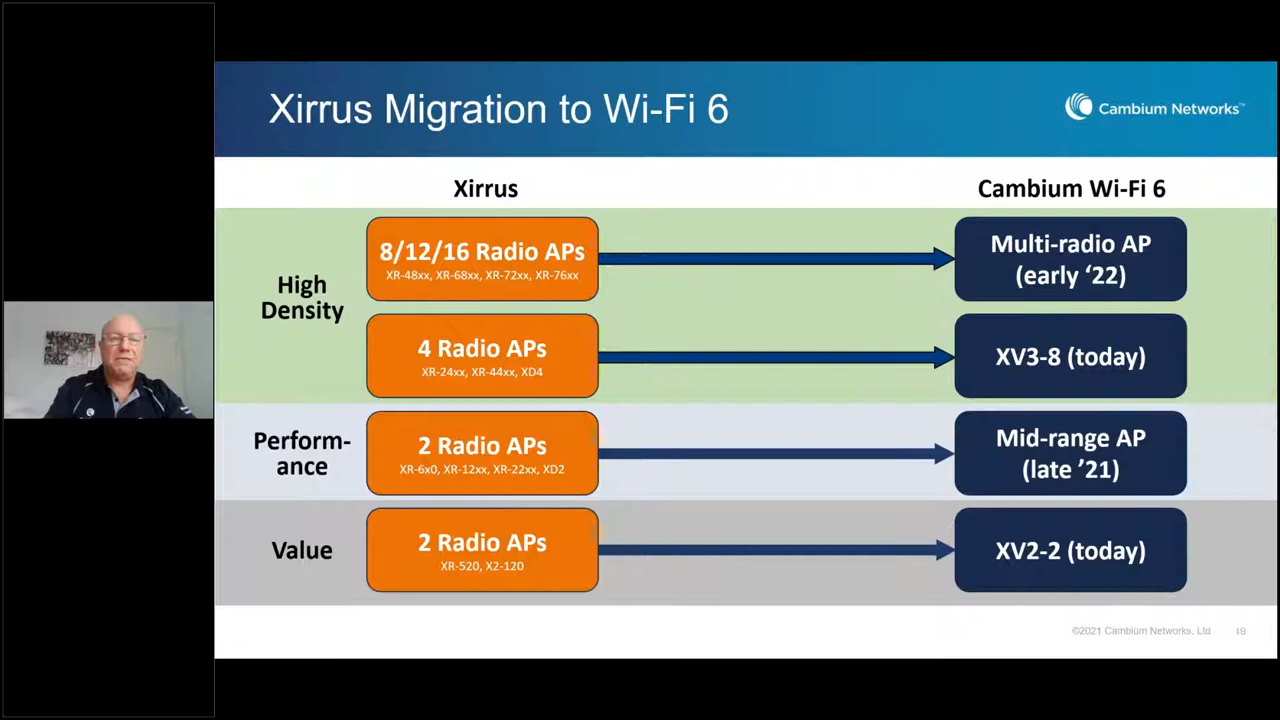 Xirrus Migration to Wi-Fi 6
Cambium Networks™
Xirrus
Cambium Wi-Fi 6
High
Density
8/12/16 Radio APs
XR-48xx, XR-68xx, XR-72xx, XR-76xx
Multi-radio AP
(early ‘22)
4 Radio APs
XR-24xx, XR-44xx, XD4
XV3-8 (today)
Perform-
ance
2 Radio APs
XR-6x0, XR-12xx, XR-22xx, XD2
Mid-range AP
(late ’21)
Value
2 Radio APs
XR-520, X2-120
XV2-2 (today)
©2021 Cambium Networks, Ltd
19